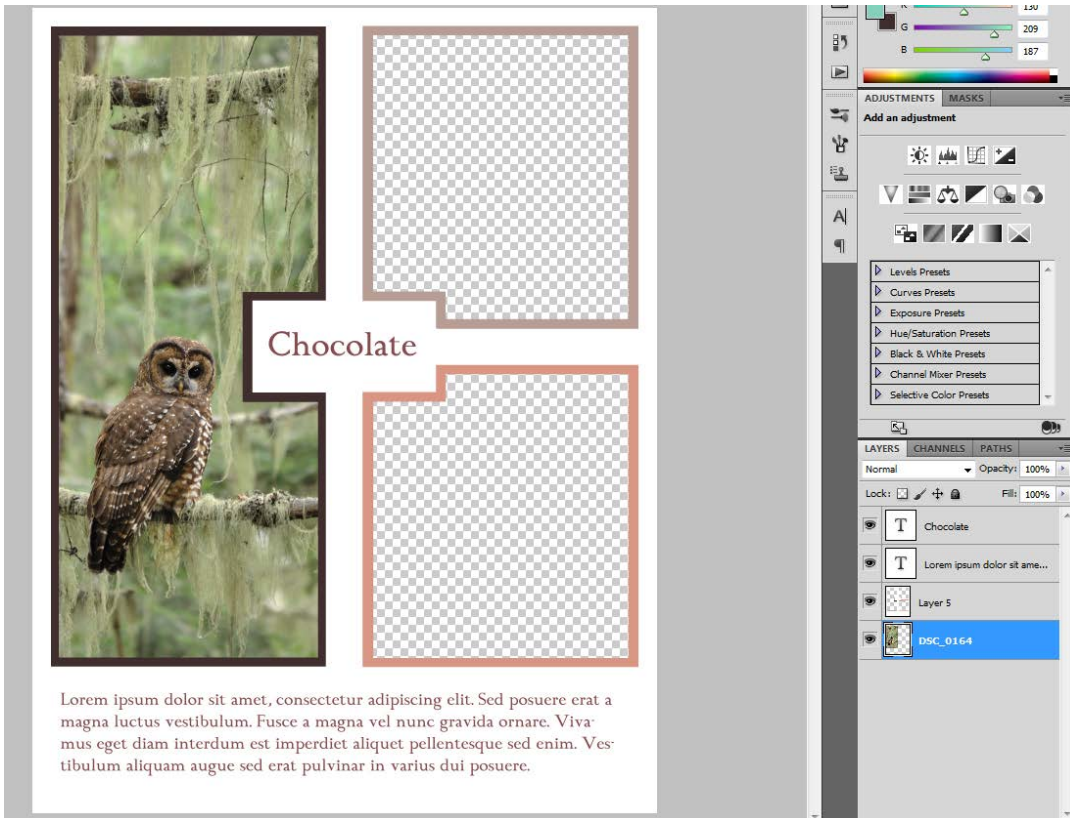 Chocolate
Lorem ipsum dolor sit amet, consectetur adipiscing elit. Sed posuere erat a
magna luctus vestibulum. Fusce a magna vel nunc gravida ornare. Viva-
mus eget diam interdum est imperdiet aliquet pellentesque sed enim. Ves-
tibulum aliquam augue sed erat pulvinar in varius dui posuere.
130
G 209
B 187
ADJUSTMENTS MASKS
Add an adjustment
Levels Presets
Curves Presets
Exposure Presets
Hue/Saturation Presets
Black & White Presets
Channel Mixer Presets
Selective Color Presets
LAYERS CHANNELS PATHS
Normal Opacity: 100%
Lock: Fill: 100%
T Chocolate
T Lorem ipsum dolor sit ame...
Layer 5
DSC_0164
A